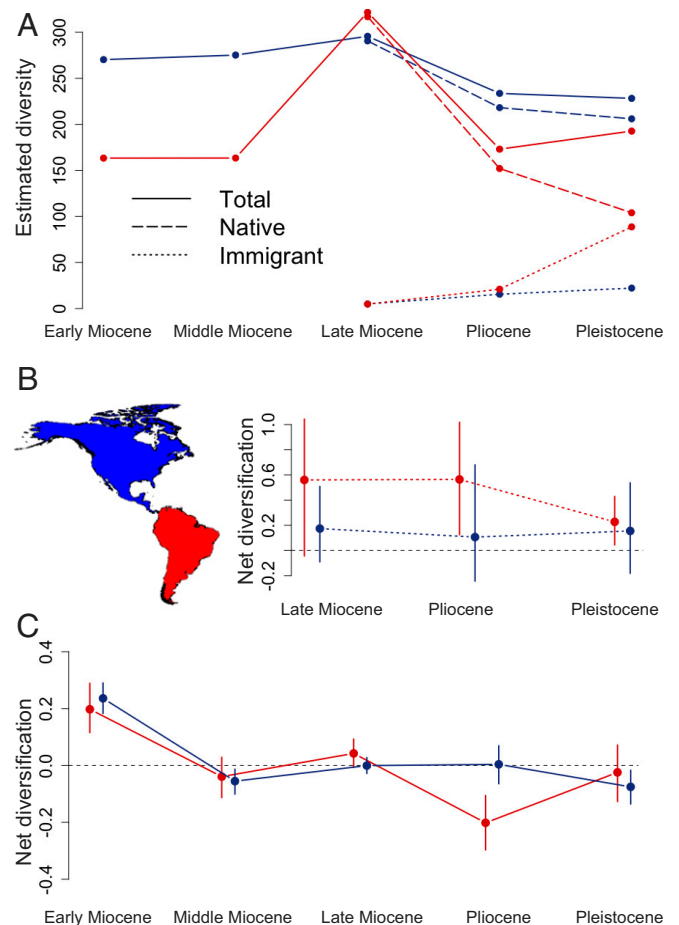 A
Estimated diversity
300
250
200
150
100
50
0
Total
Native
Immigrant
Early Miocene Middle Miocene Late Miocene Pliocene Pleistocene
B
Net diversification
1.0
0.6
0.2
-0.2
Late Miocene Pliocene Pleistocene
C
Net diversification
0.4
0.2
0.0
-0.2
-0.4
Early Miocene Middle Miocene Late Miocene Pliocene Pleistocene